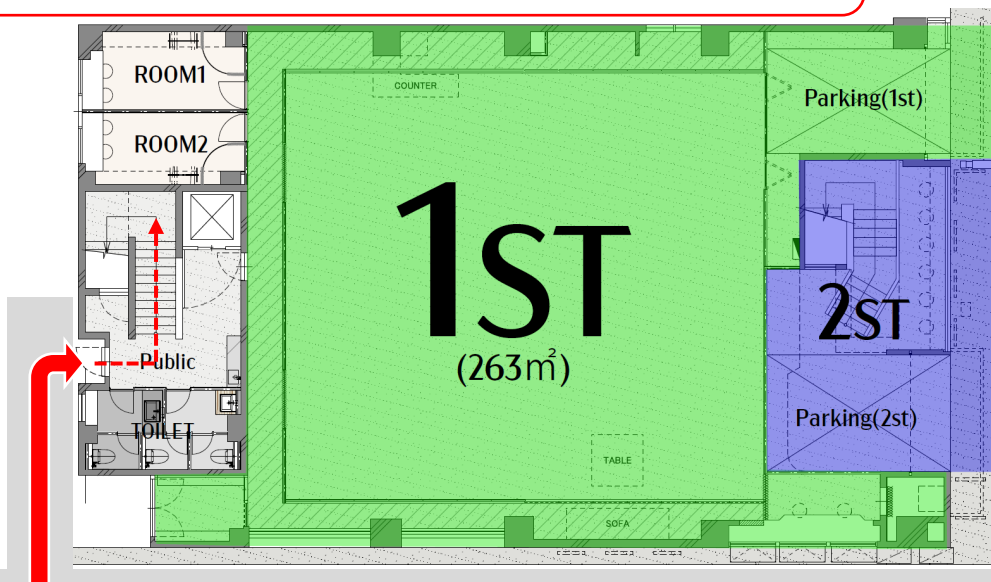 ROOM1
COUNTER
Parking(1st)
ROOM2
1ST
(263㎡)
2ST
Public
Parking(2st)
TOILET
TABLE
SOFA